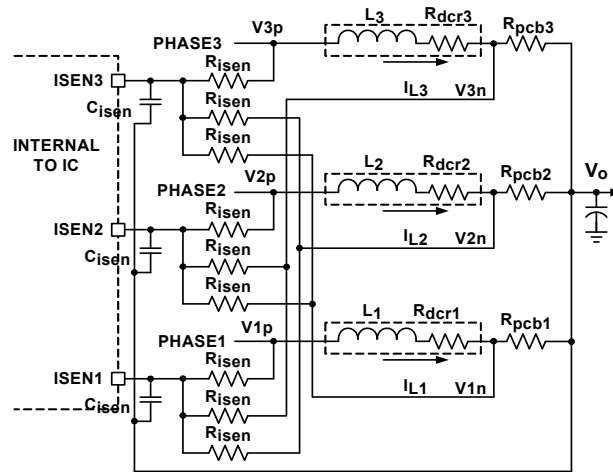 V3p
L3
Rdcr3
Rpcb3
PHASE3
Risen
ISEN3
Cisen
IL3
V3n
Risen
Risen
INTERNAL
TO IC
V2p
L2
Rdcr2
Rpcb2
Vo
PHASE2
Risen
ISEN2
Cisen
IL2
V2n
Risen
Risen
V1p
L1
Rdcr1
Rpcb1
PHASE1
Risen
ISEN1
Cisen
IL1
V1n
Risen
Risen